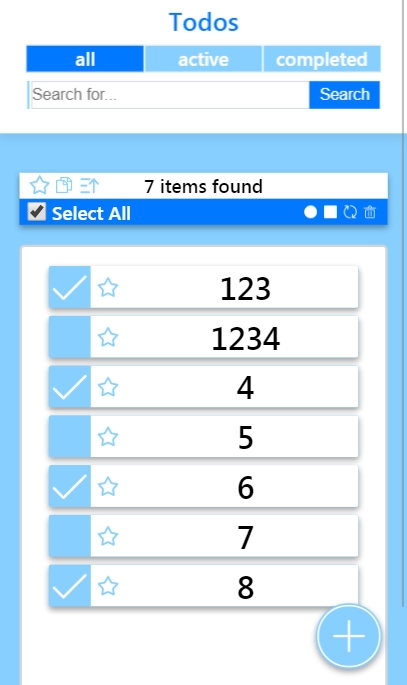 Todos
all active completed
Search for... Search
7 items found
Select All
123
1234
4
5
6
7
8